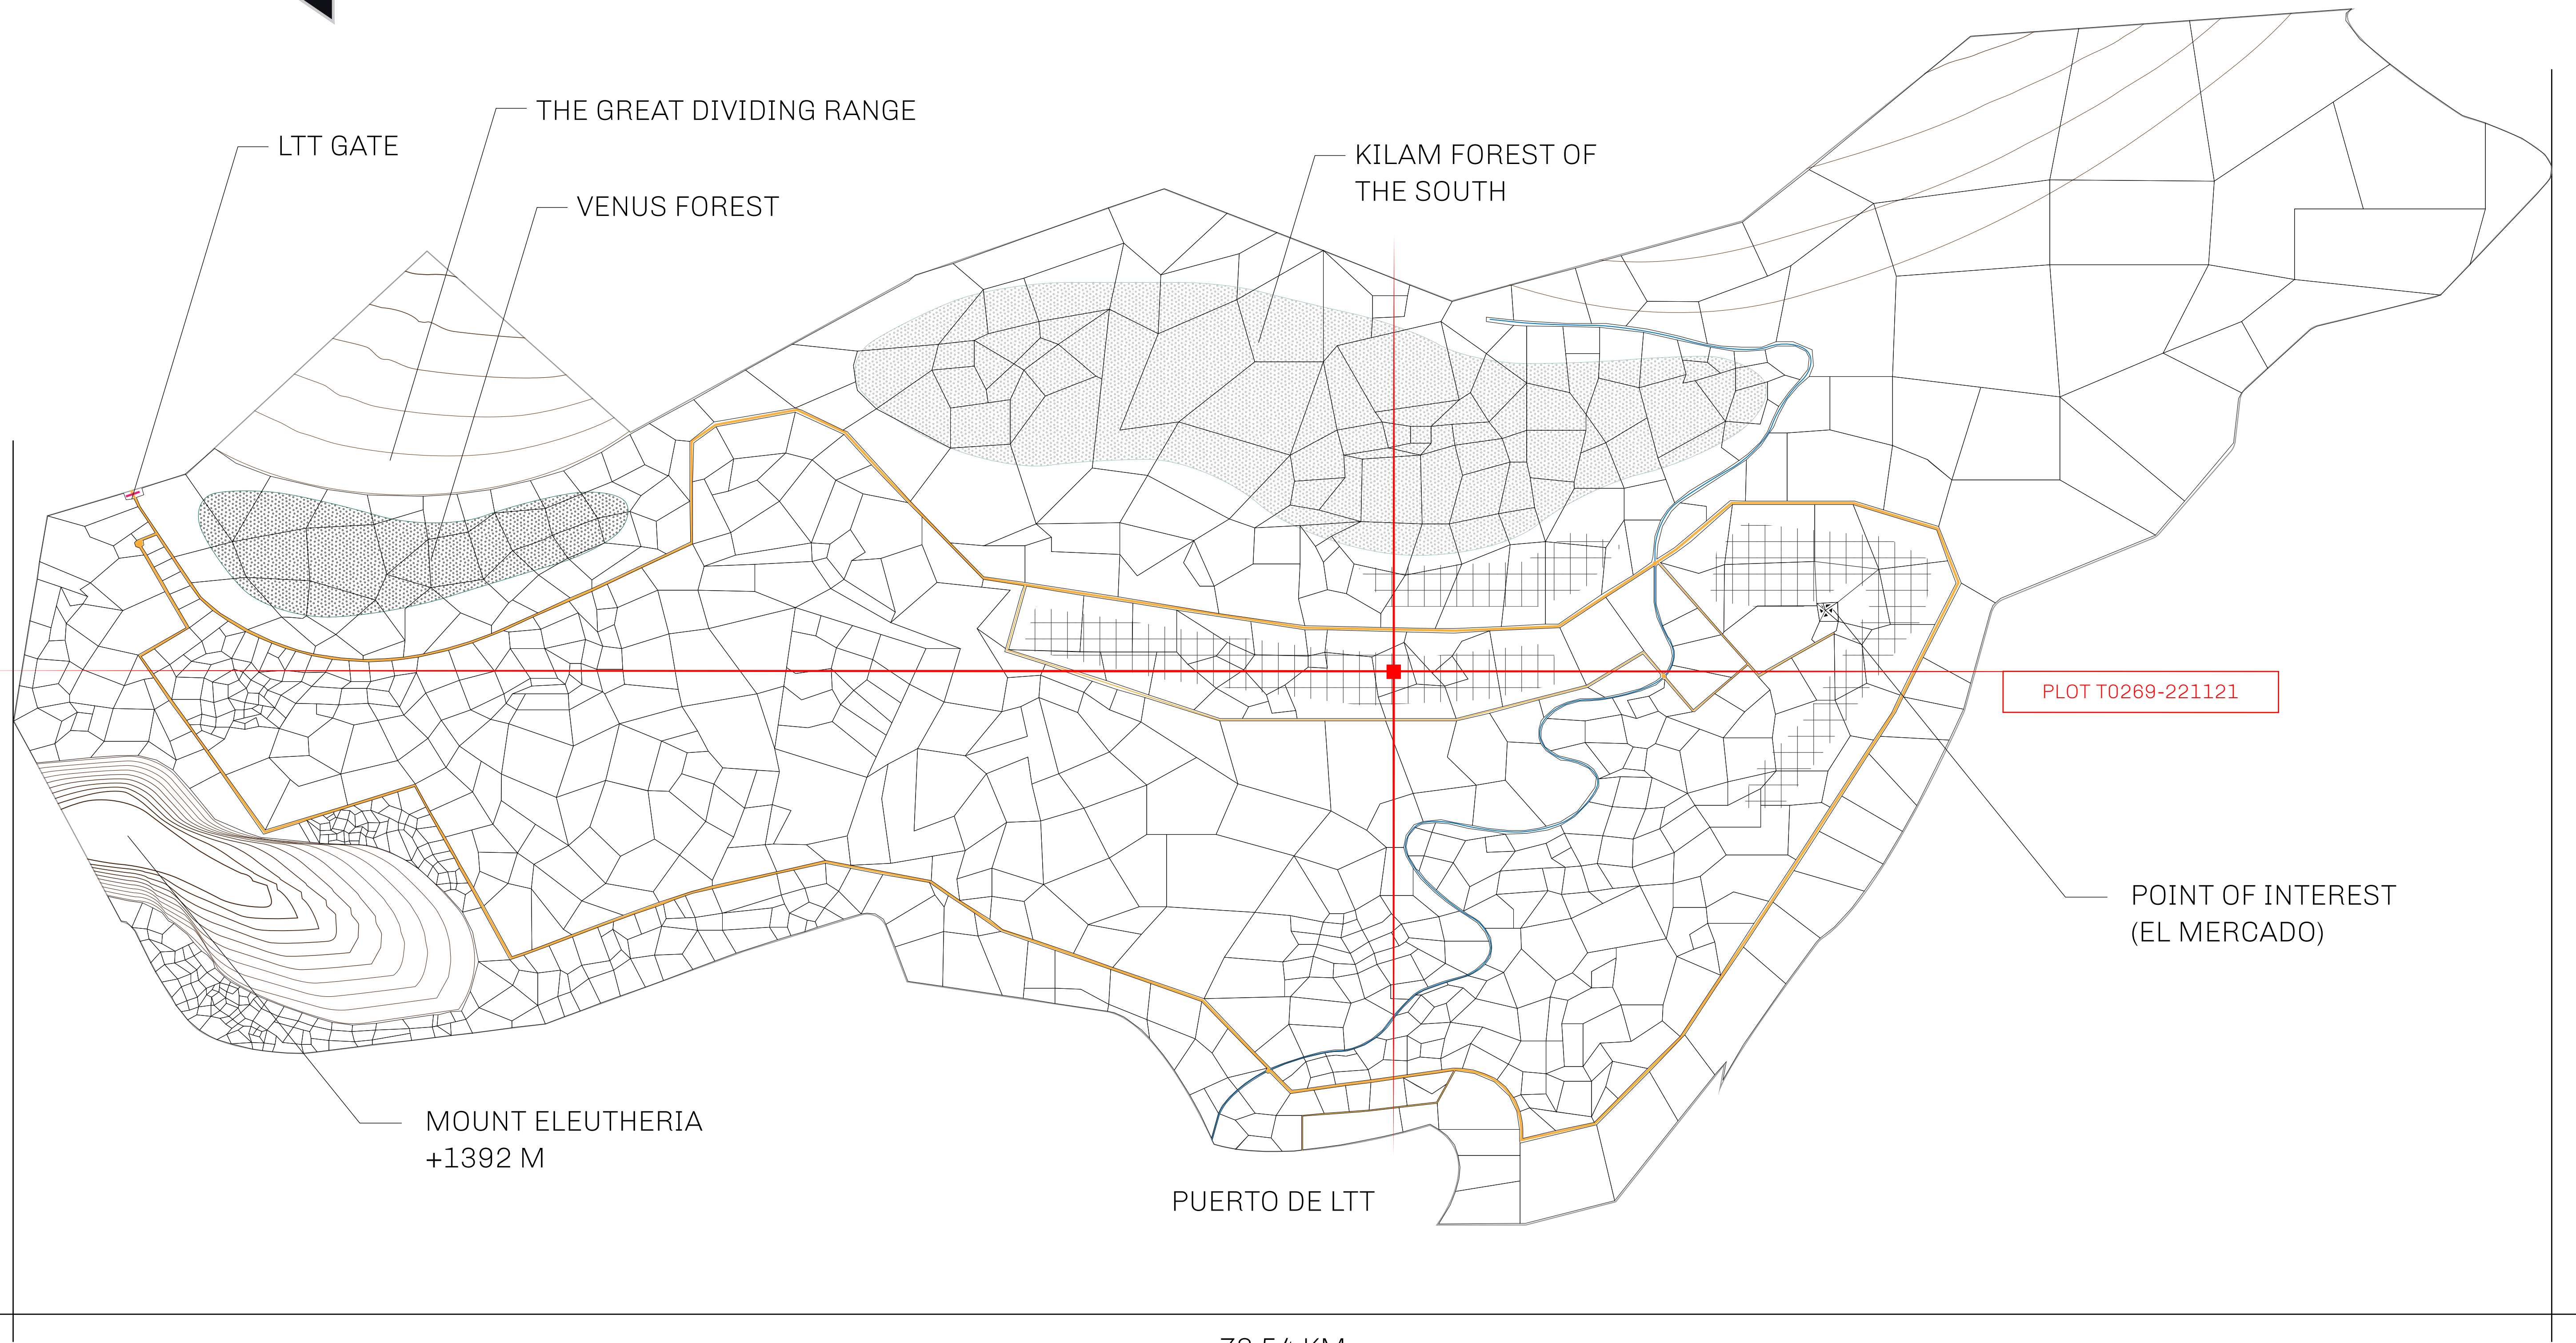 THE GREAT DIVIDING RANGE
LTT GATE
VENUS FOREST
KILAM FOREST OF
THE SOUTH
PLOT T0269-221121
POINT OF INTEREST
(EL MERCADO)
MOUNT ELEUTHERIA
+1392 M
PUERTO DE LTT
KM